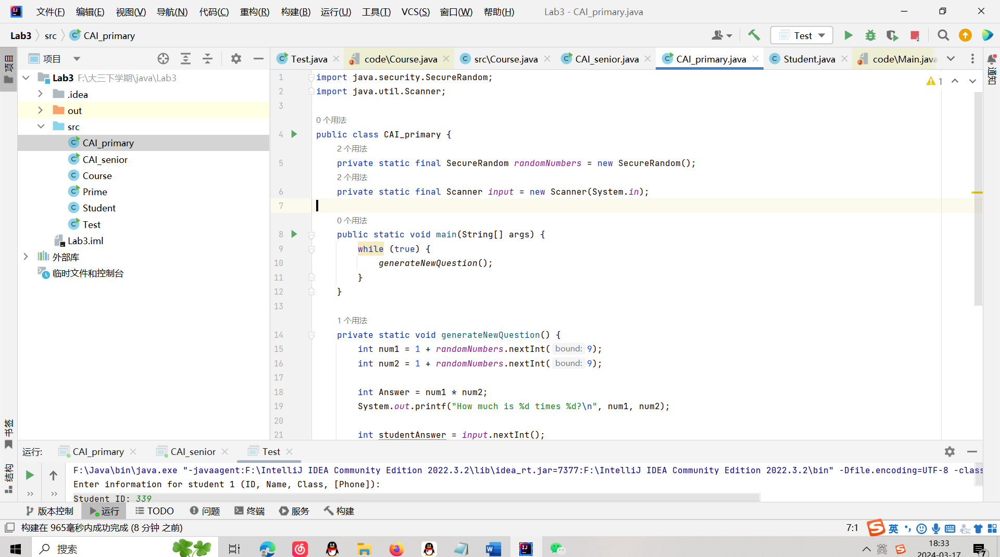 文件(F) 编辑(E) 视图(V) 导航(N) 代码(C) 重构(R) 构建(B) 运行(U) 工具(T) VCS(S) 窗口(W) 帮助(H) Lab3 - CAI_primary.java
Lab3 src CAI_primary Test
项目
Test.java code\Course.java src\Course.java CAI_senior.java CAI_primary.java Student.java code\Main.java
项目
通知
Lab3 F:\大三下学期\java\Lab3
.idea
out
src
CAI_primary
CAI_senior
Course
Prime
Student
Test
Lab3.iml
外部库
临时文件和控制台
1
1 import java.security.SecureRandom;
2 import java.util.Scanner;
3
0 个用法
4 public class CAI_primary {
2 个用法
5 private static final SecureRandom randomNumbers = new SecureRandom();
2 个用法
6 private static final Scanner input = new Scanner(System.in);
7
0 个用法
8 public static void main(String[] args) {
9 while (true) {
10 generateNewQuestion();
11 }
12 }
13
1 个用法
14 private static void generateNewQuestion() {
15 int num1 = 1 + randomNumbers.nextInt( bound: 9);
16 int num2 = 1 + randomNumbers.nextInt( bound: 9);
17
18 int Answer = num1 * num2;
19 System.out.printf("How much is %d times %d?\n", num1, num2);
20
21 int studentAnswer = input.nextInt();
书签
结构
运行: CAI_primary CAI_senior Test
F:\Java\bin\java.exe "-javaagent:F:\IntelliJ IDEA Community Edition 2022.3.2\lib\idea_rt.jar=7377:F:\IntelliJ IDEA Community Edition 2022.3.2\bin" -Dfile.encoding=UTF-8 -class
Enter information for student 1 (ID, Name, Class, [Phone]):
Student ID: 339
版本控制 运行 TODO 问题 终端 服务 构建
构建在 965毫秒内成功完成 (8 分钟 之前) 7:1 英
搜索 英 18:33
2024-03-17 7